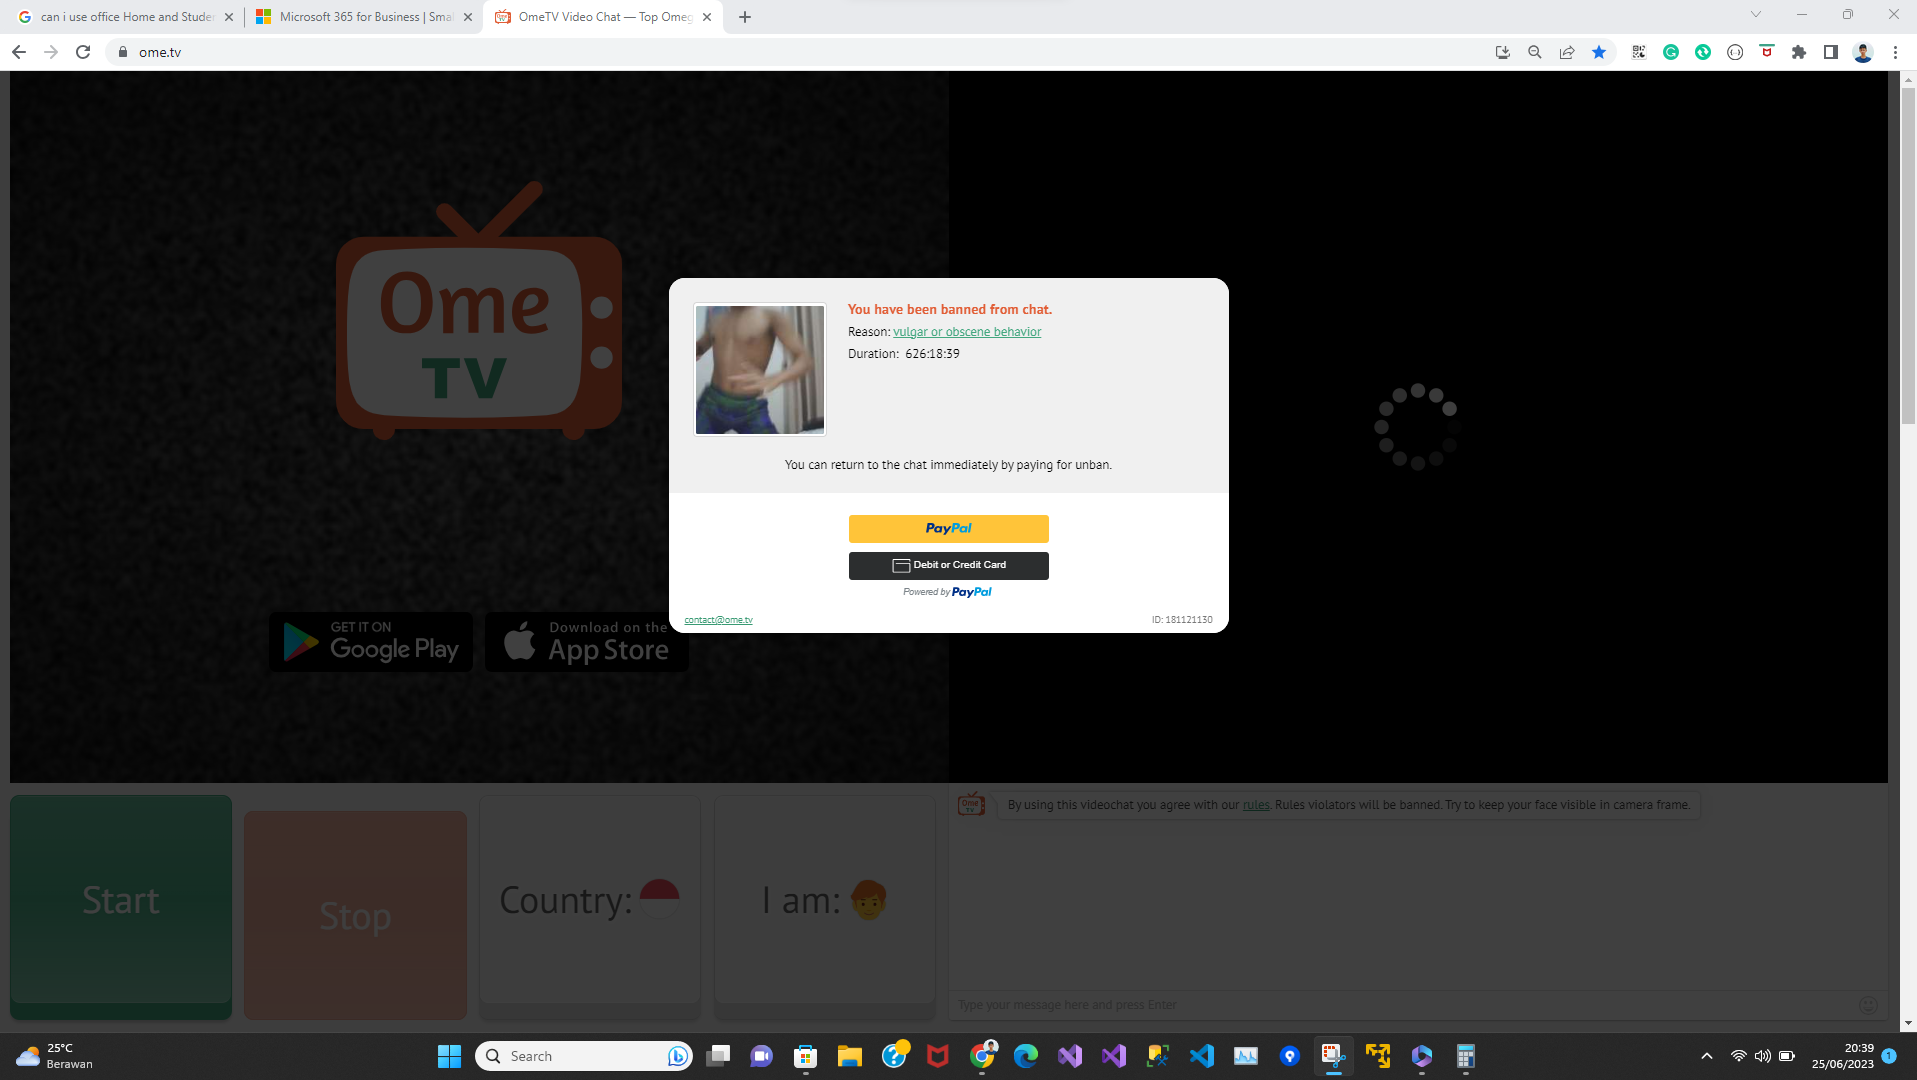 can i use office Home and Studen
Microsoft 365 for Business | Smal
OmeTV Video Chat — Top Omeg
ome.tv
Ome
TV
You have been banned from chat.
Reason: vulgar or obscene behavior
Duration: 626:18:39
You can return to the chat immediately by paying for unban.
PayPal
Debit or Credit Card
Powered by PayPal
contact@ome.tv
ID: 181121130
GET IT ON
Google Play
Download on the
App Store
Start
Stop
Country:
I am:
Ome
TV
By using this videochat you agree with our rules. Rules violators will be banned. Try to keep your face visible in camera frame.
Type your message here and press Enter
25°C
Berawan
Search
20:39
25/06/2023
1